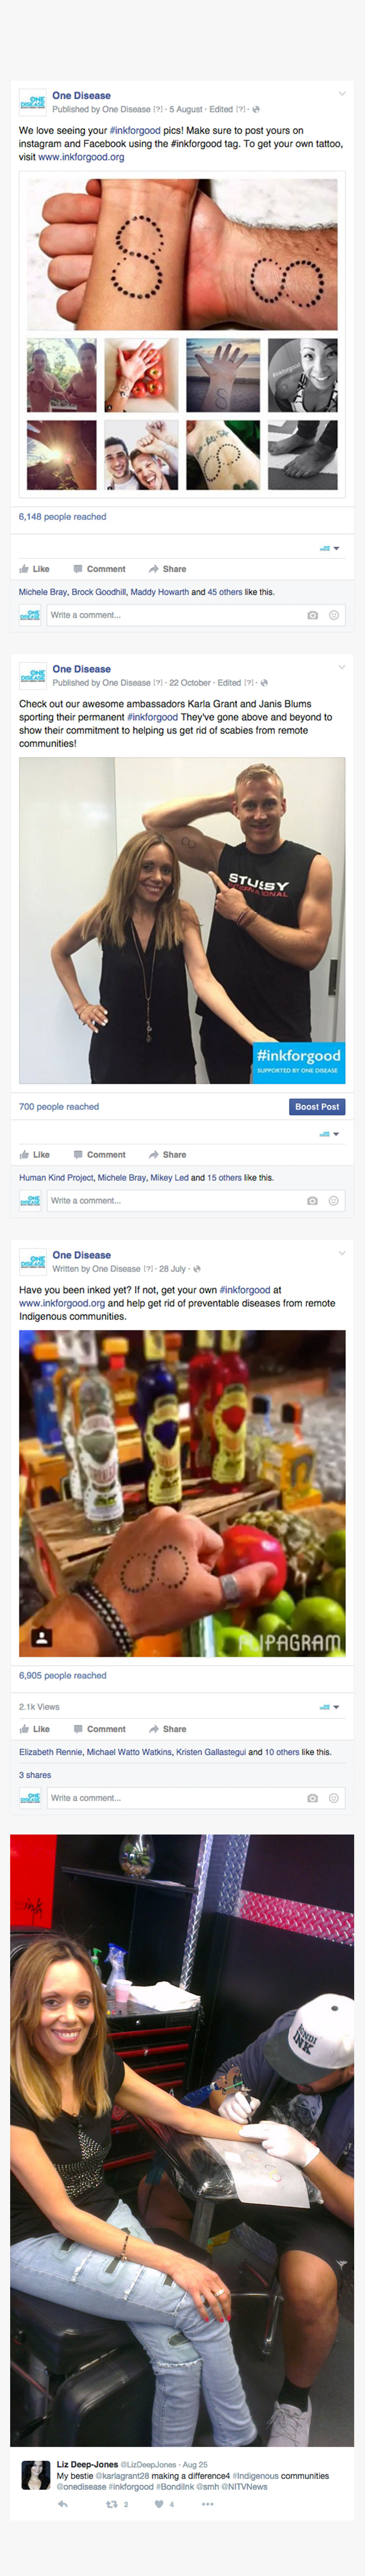 One Disease
Published by One Disease [?] · 5 August · Edited [?] ·
We love seeing your #inkforgood pics! Make sure to post yours on
instagram and Facebook using the #inkforgood tag. To get your own tattoo,
visit www.inkforgood.org
6,148 people reached
Like Comment Share
Michele Bray, Brock Goodhill, Maddy Howarth and 45 others like this.
ONE
DISEASE
Write a comment...
ONE
DISEASE
One Disease
Published by One Disease [?] · 22 October · Edited [?] ·
Check out our awesome ambassadors Karla Grant and Janis Blums
sporting their permanent #inkforgood They've gone above and beyond to
show their commitment to helping us get rid of scabies from remote
communities!
STUSSY
INTERNATIONAL
#inkforgood
SUPPORTED BY ONE DISEASE
700 people reached
Boost Post
Like Comment Share
Human Kind Project, Michele Bray, Mikey Led and 15 others like this.
ONE
DISEASE
Write a comment...
ONE
DISEASE
One Disease
Written by One Disease [?] · 28 July ·
Have you been inked yet? If not, get your own #inkforgood at
www.inkforgood.org and help get rid of preventable diseases from remote
Indigenous communities.
FLIPAGRAM
6,905 people reached
2.1k Views
Like Comment Share
Elizabeth Rennie, Michael Watto Watkins, Kristen Gallastegui and 10 others like this.
3 shares
ONE
DISEASE
Write a comment...
BONDI
INK
Liz Deep-Jones @LizDeepJones · Aug 25
My bestie @karlagrant28 making a difference4 #Indigenous communities
@onedisease #inkforgood #BondiInk @smh @NITVNews
2 4